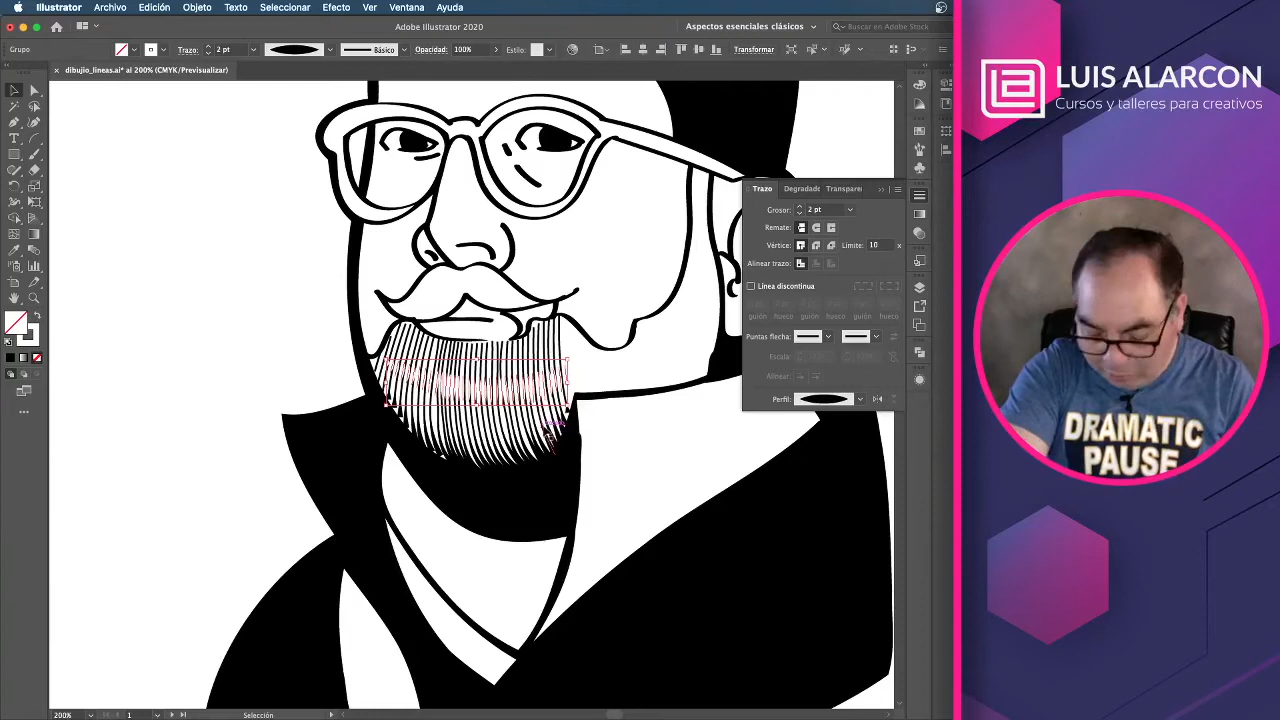 Illustrator Archivo Edición Objeto Texto Seleccionar Efecto Ver Ventana Ayuda
Adobe Illustrator 2020
Aspectos esenciales clásicos
Buscar en Adobe Stock
Grupo
Trazo: 2 pt
Básico
Opacidad: 100%
Estilo:
Transformar
dibujio_lineas.ai* al 200% (CMYK/Previsualizar)
LUIS ALARCON
Cursos y talleres para creativos
Trazo Degradado Transparen
Grosor: 2 pt
Remate:
Vértice: Límite: 10 x
Alinear trazo:
Línea discontinua
guión hueco guión hueco guión hueco
Puntas flecha:
Escala:
Alinear:
Perfil:
DRAMATIC
PAUSE
200% 1 Selección